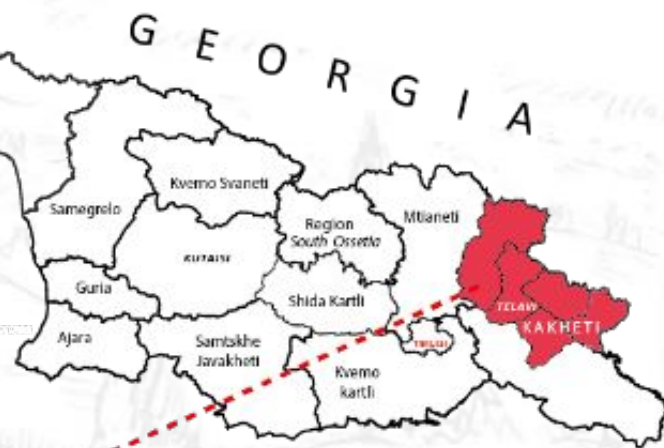 GEORGIA
Kvemo Svaneti
Samegrelo
Mtianeti
Region
South Ossetia
KUTAISI
Guria
Shida Kartli
TELAVI
KAKHETI
Ajara
Samtskhe
Javakheti
TBILISI
Kvemo
kartli